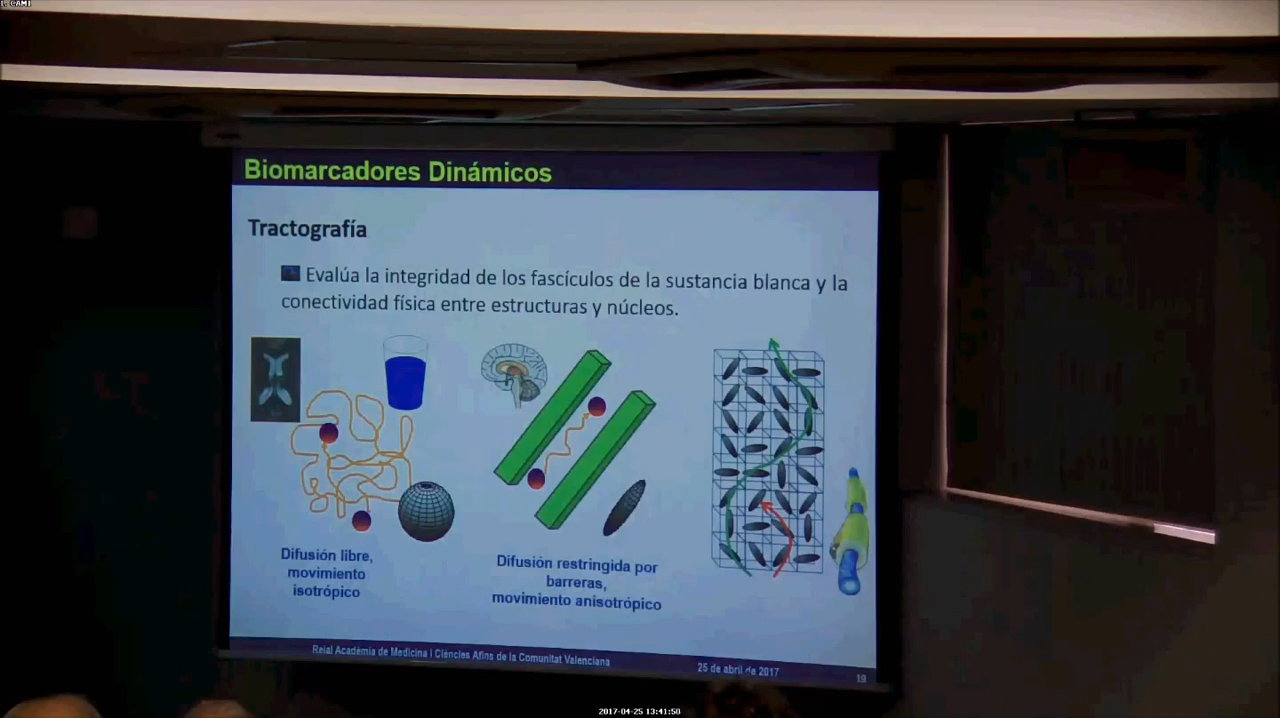 Biomarcadores Dinámicos
Tractografía
Evalúa la integridad de los fascículos de la sustancia blanca y la
conectividad física entre estructuras y núcleos.
Difusión libre,
movimiento
isotrópico
Difusión restringida por
barreras,
movimiento anisotrópico
Reial Acadèmia de Medicina i Ciències Afins de la Comunitat Valenciana
25 de abril de 2017
19
2017-04-25 13:41:50